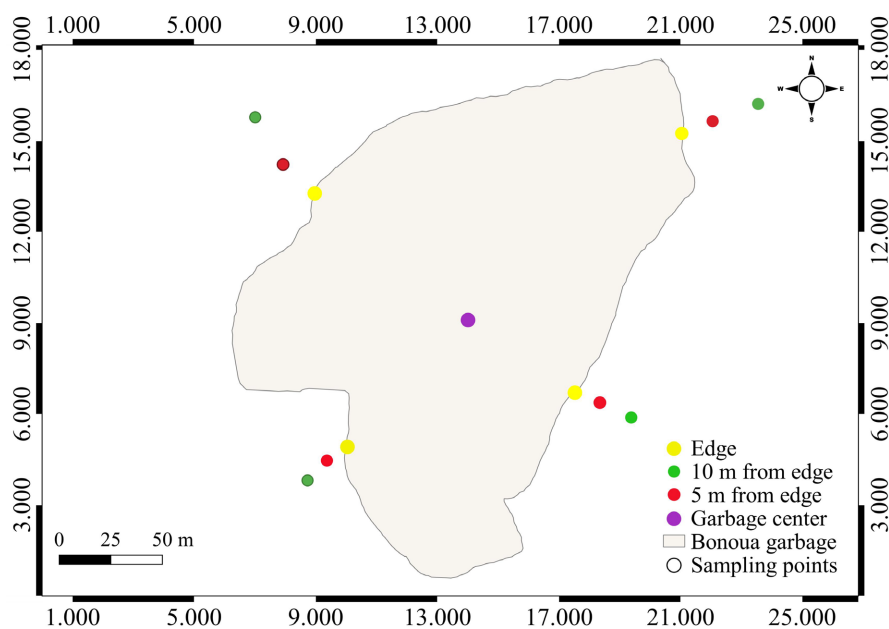 1.000 5.000 9.000 13.000 17.000 21.000 25.000
18.000 18.000
N
W E
S
15.000 15.000
12.000 12.000
9.000 9.000
6.000 6.000
Edge
10 m from edge
5 m from edge
3.000 3.000
Garbage center
0 25 50 m
Bonoua garbage
Sampling points
1.000 5.000 9.000 13.000 17.000 21.000 25.000